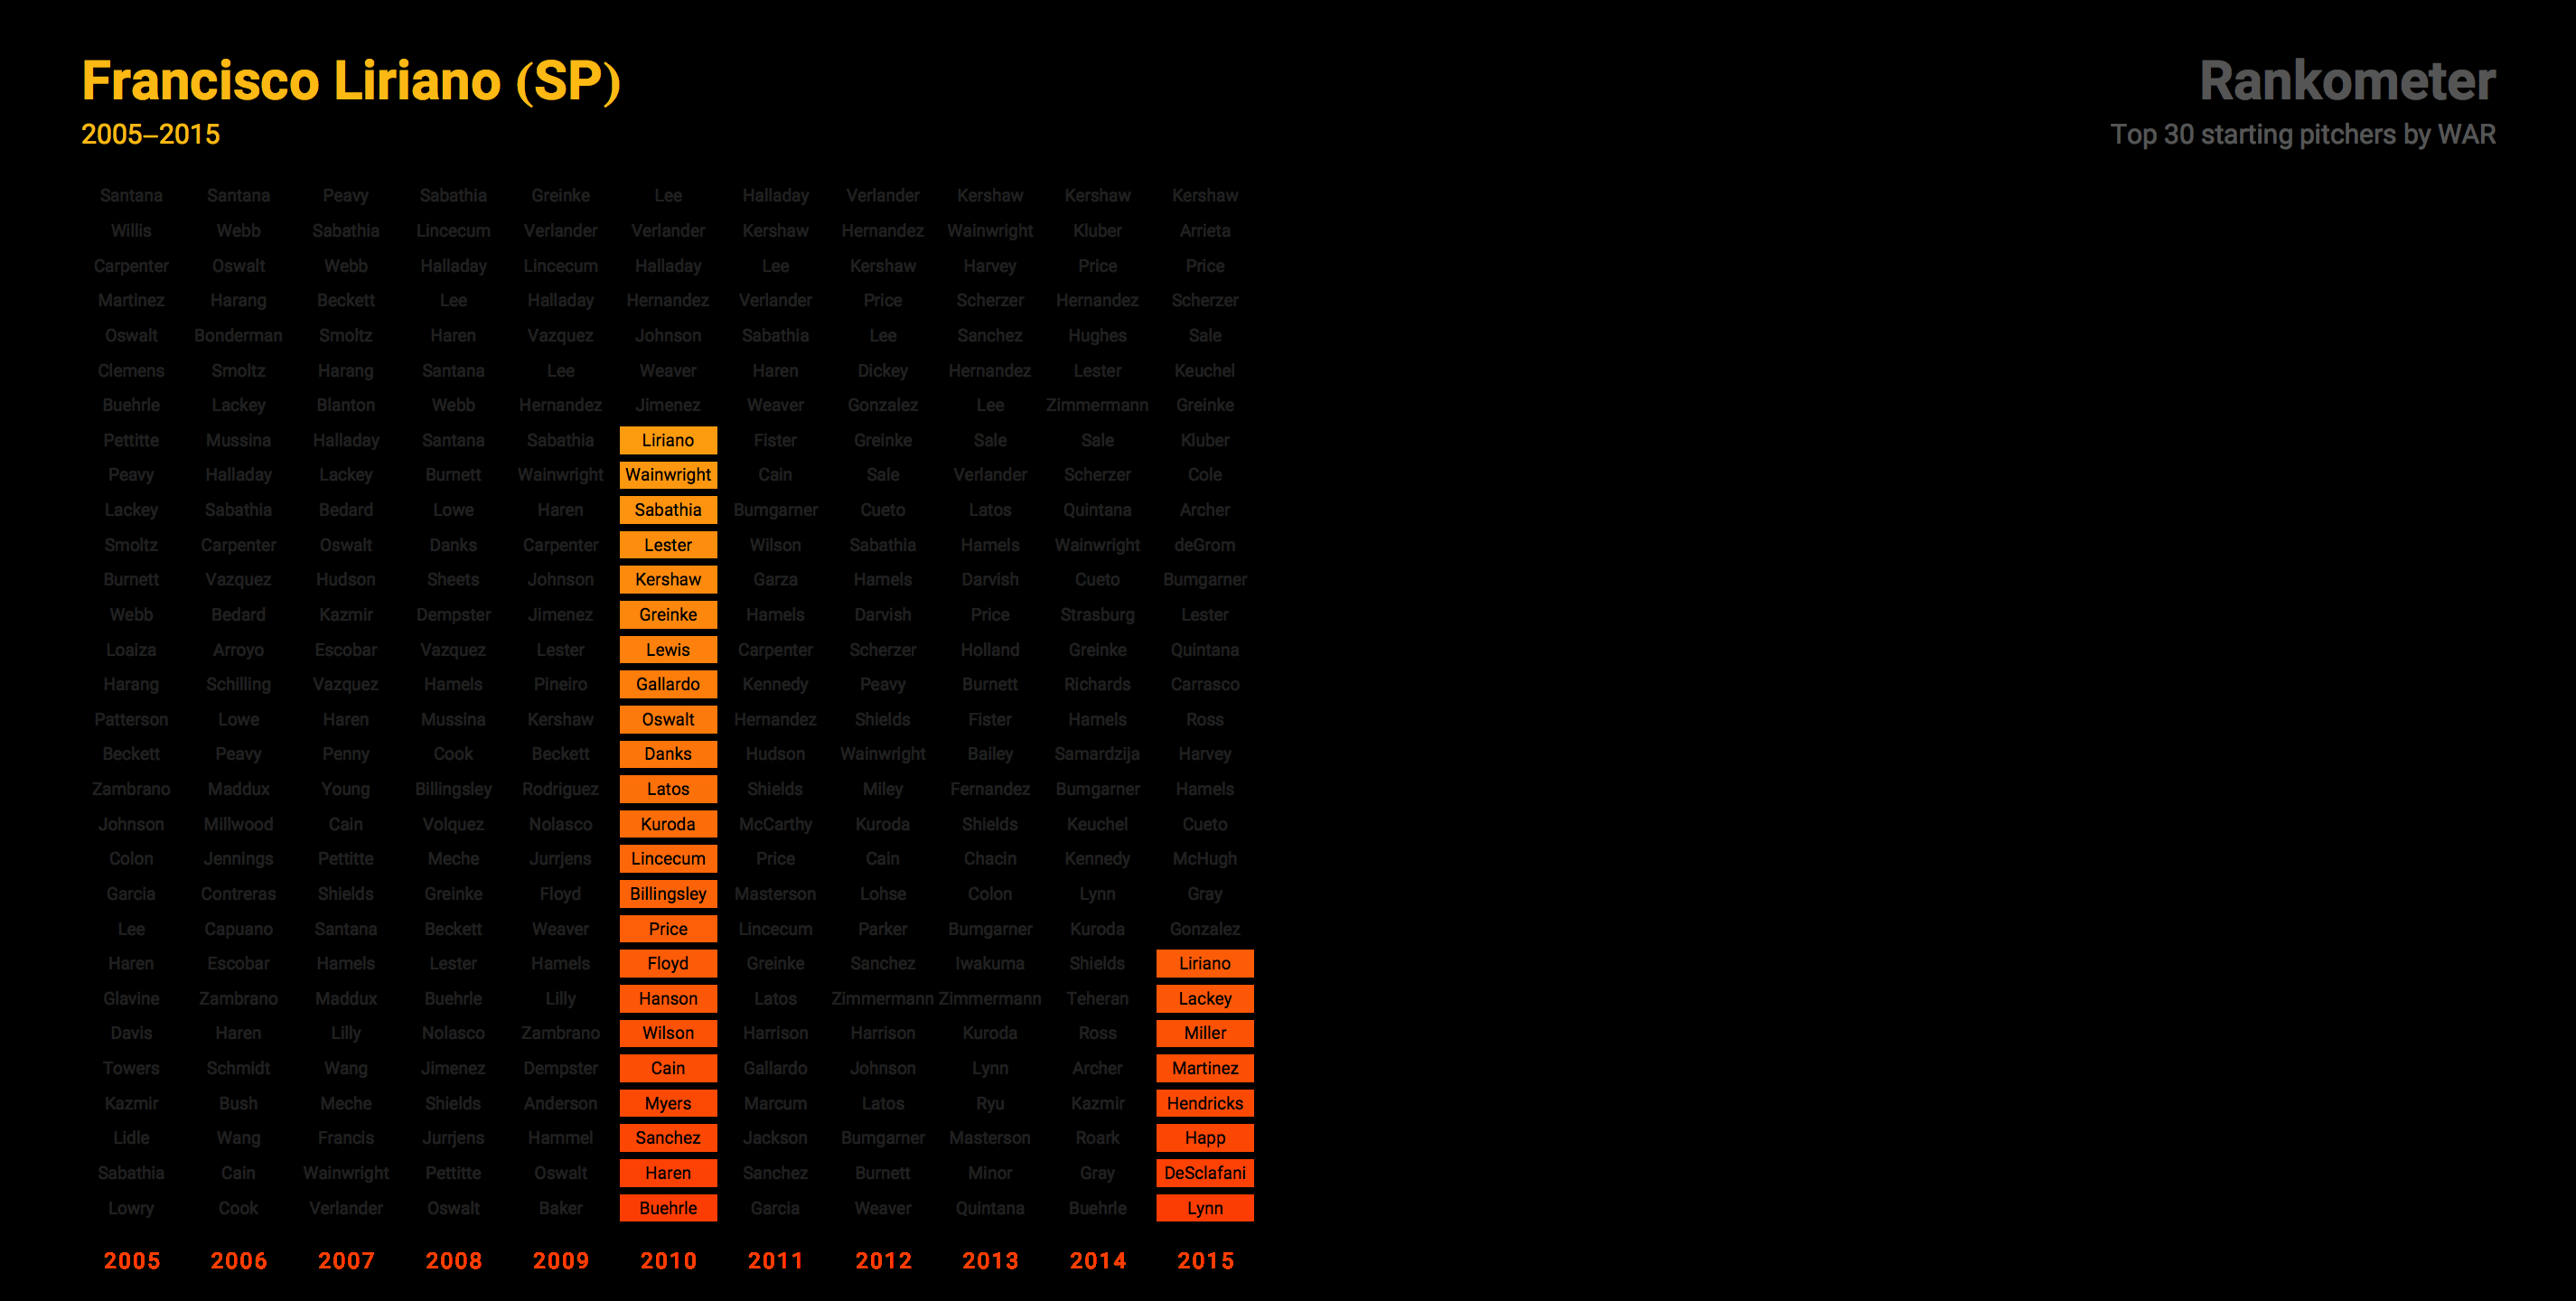 Francisco Liriano (SP)
2005–2015
Rankometer
Top 30 starting pitchers by WAR
Santana Santana Peavy Sabathia Greinke Lee Halladay Verlander Kershaw Kershaw Kershaw
Willis Webb Sabathia Lincecum Verlander Verlander Kershaw Hernandez Wainwright Kluber Arrieta
Carpenter Oswalt Webb Halladay Lincecum Halladay Lee Kershaw Harvey Price Price
Martinez Harang Beckett Lee Halladay Hernandez Verlander Price Scherzer Hernandez Scherzer
Oswalt Bonderman Smoltz Haren Vazquez Johnson Sabathia Lee Sanchez Hughes Sale
Clemens Smoltz Harang Santana Lee Weaver Haren Dickey Hernandez Lester Keuchel
Buehrle Lackey Blanton Webb Hernandez Jimenez Weaver Gonzalez Lee Zimmermann Greinke
Pettitte Mussina Halladay Santana Sabathia Liriano Fister Greinke Sale Sale Kluber
Peavy Halladay Lackey Burnett Wainwright Wainwright Cain Sale Verlander Scherzer Cole
Lackey Sabathia Bedard Lowe Haren Sabathia Bumgarner Cueto Latos Quintana Archer
Smoltz Carpenter Oswalt Danks Carpenter Lester Wilson Sabathia Hamels Wainwright deGrom
Burnett Vazquez Hudson Sheets Johnson Kershaw Garza Hamels Darvish Cueto Bumgarner
Webb Bedard Kazmir Dempster Jimenez Greinke Hamels Darvish Price Strasburg Lester
Loaiza Arroyo Escobar Vazquez Lester Lewis Carpenter Scherzer Holland Greinke Quintana
Harang Schilling Vazquez Hamels Pineiro Gallardo Kennedy Peavy Burnett Richards Carrasco
Patterson Lowe Haren Mussina Kershaw Oswalt Hernandez Shields Fister Hamels Ross
Beckett Peavy Penny Cook Beckett Danks Hudson Wainwright Bailey Samardzija Harvey
Zambrano Maddux Young Billingsley Rodriguez Latos Shields Miley Fernandez Bumgarner Hamels
Johnson Millwood Cain Volquez Nolasco Kuroda McCarthy Kuroda Shields Keuchel Cueto
Colon Jennings Pettitte Meche Jurrjens Lincecum Price Cain Chacin Kennedy McHugh
Garcia Contreras Shields Greinke Floyd Billingsley Masterson Lohse Colon Lynn Gray
Lee Capuano Santana Beckett Weaver Price Lincecum Parker Bumgarner Kuroda Gonzalez
Haren Escobar Hamels Lester Hamels Floyd Greinke Sanchez Iwakuma Shields Liriano
Glavine Zambrano Maddux Buehrle Lilly Hanson Latos Zimmermann Zimmermann Teheran Lackey
Davis Haren Lilly Nolasco Zambrano Wilson Harrison Harrison Kuroda Ross Miller
Towers Schmidt Wang Jimenez Dempster Cain Gallardo Johnson Lynn Archer Martinez
Kazmir Bush Meche Shields Anderson Myers Marcum Latos Ryu Kazmir Hendricks
Lidle Wang Francis Jurrjens Hammel Sanchez Jackson Bumgarner Masterson Roark Happ
Sabathia Cain Wainwright Pettitte Oswalt Haren Sanchez Burnett Minor Gray DeSclafani
Lowry Cook Verlander Oswalt Baker Buehrle Garcia Weaver Quintana Buehrle Lynn
2005 2006 2007 2008 2009 2010 2011 2012 2013 2014 2015